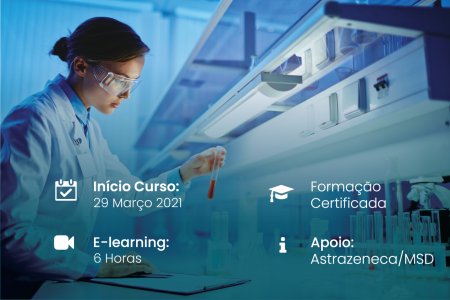 Início Curso:
29 Março 2021
Formação
Certificada
E-learning:
6 Horas
Apoio:
Astrazeneca/MSD